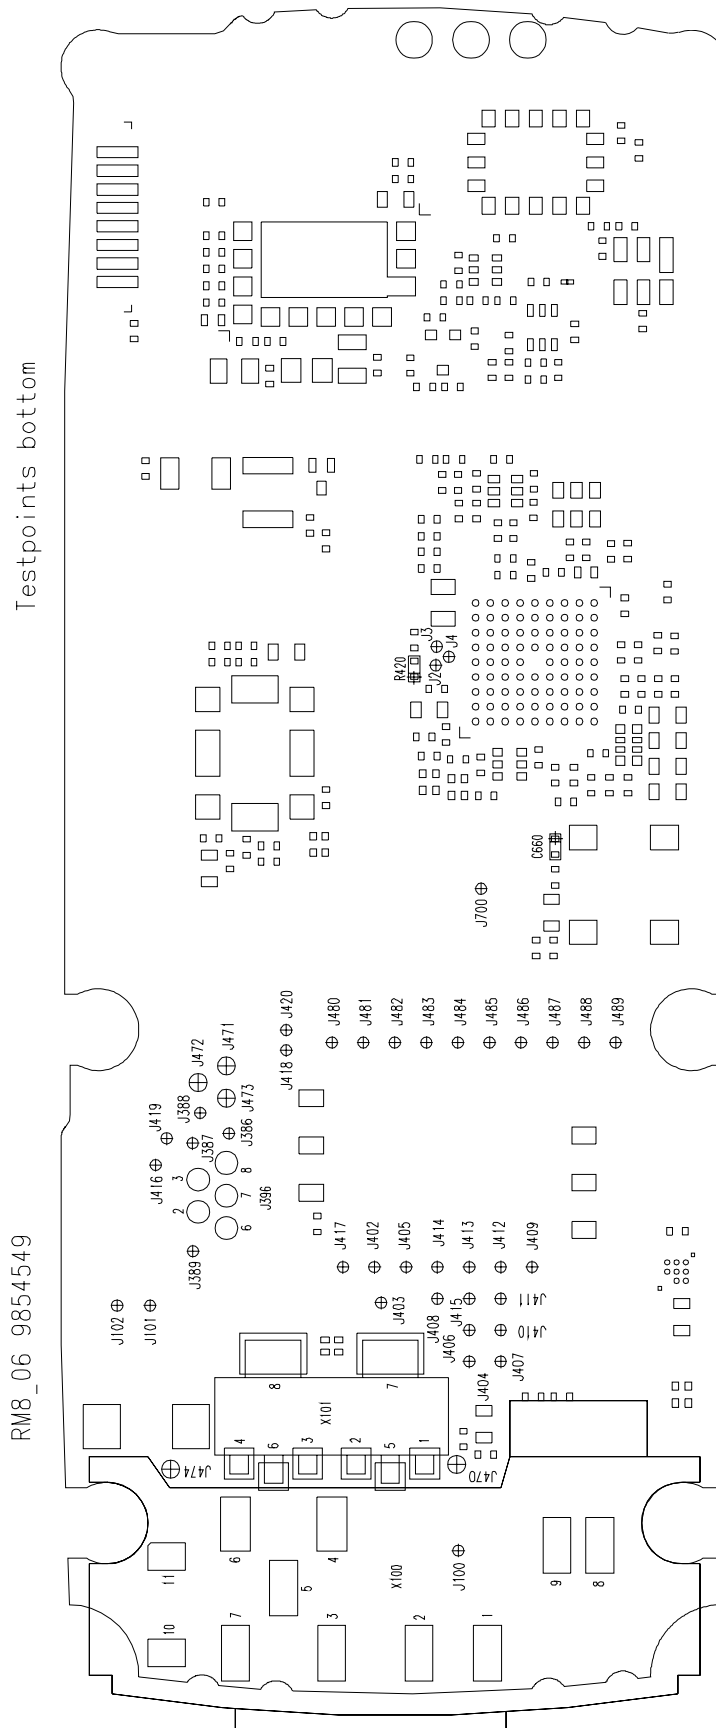 Testpoints bottom
RM8_06 9854549
J3
J4
J2
R420
C660
J700
J420
J418
J480
J481
J482
J483
J484
J485
J486
J487
J488
J489
J471
J472
J473
J388
J419
J386
J387
J416
3
8
2
7
J396
6
J389
J417
J402
J405
J414
J413
J412
J409
J102
J101
J403
J408
J415
J411
J406
J410
J407
J404
8
7
X101
4
6
3
2
5
1
J474
J470
6
4
11
5
X100
J100
9
8
10
7
3
2
1